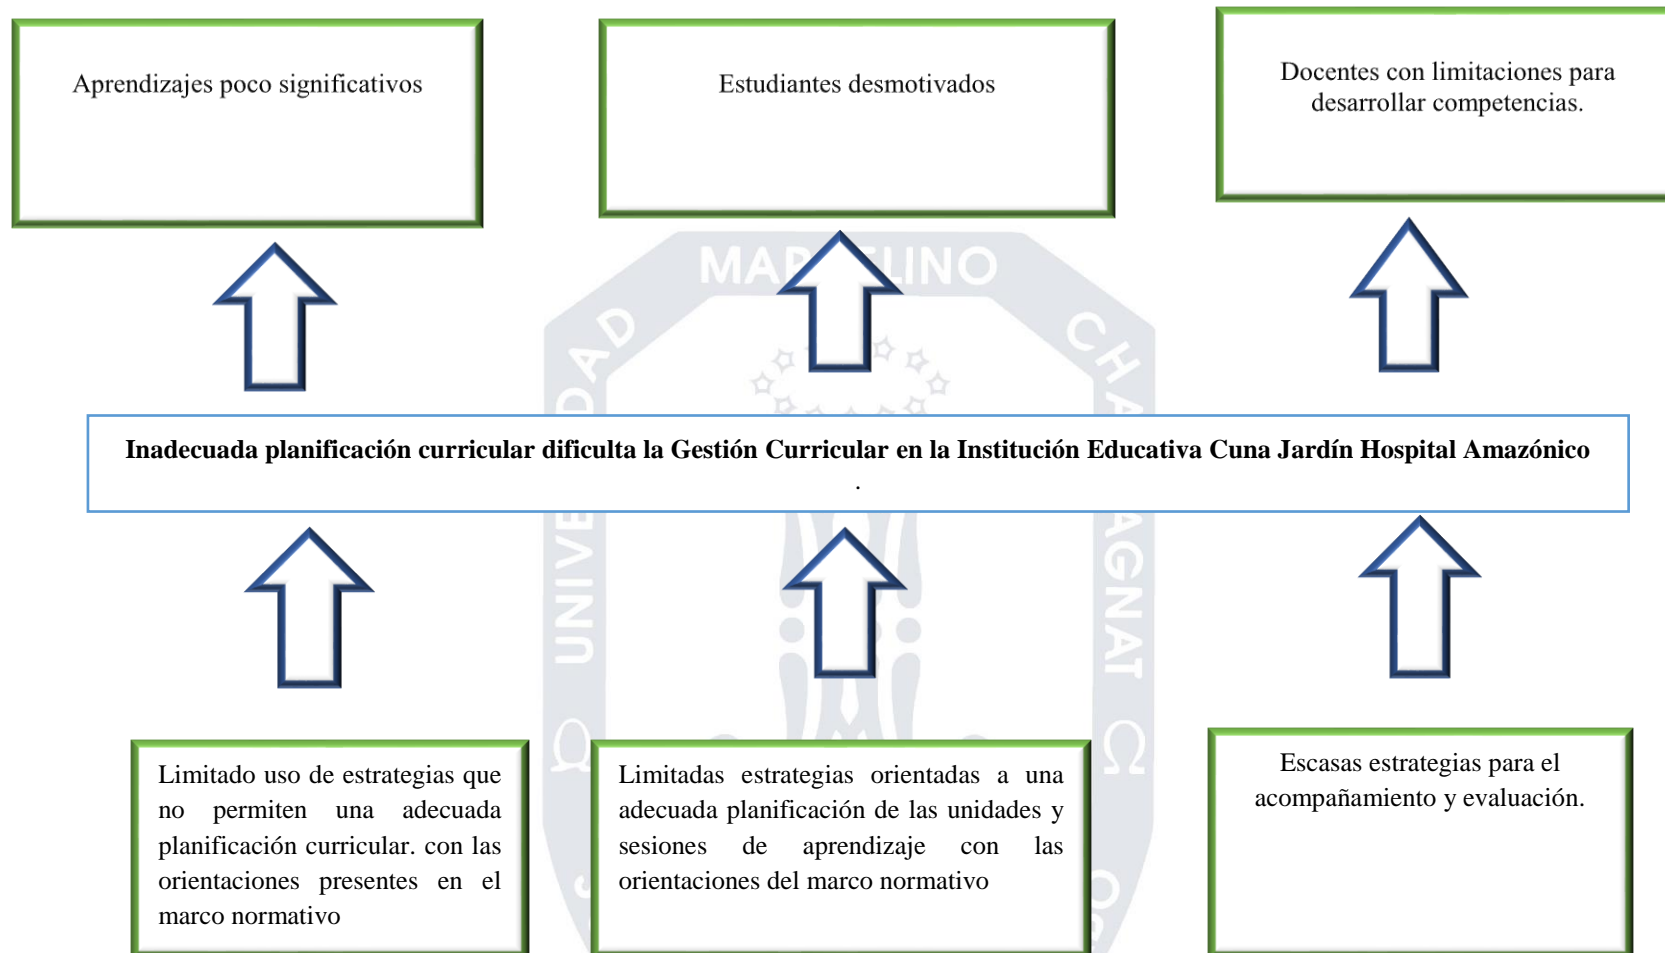 Aprendizajes poco significativos
Estudiantes desmotivados
Docentes con limitaciones para
desarrollar competencias.
Inadecuada planificación curricular dificulta la Gestión Curricular en la Institución Educativa Cuna Jardín Hospital Amazónico
.
Limitado uso de estrategias que
no permiten una adecuada
planificación curricular. con las
orientaciones presentes en el
marco normativo
Limitadas estrategias orientadas a una
adecuada planificación de las unidades y
sesiones de aprendizaje con las
orientaciones del marco normativo
Escasas estrategias para el
acompañamiento y evaluación.